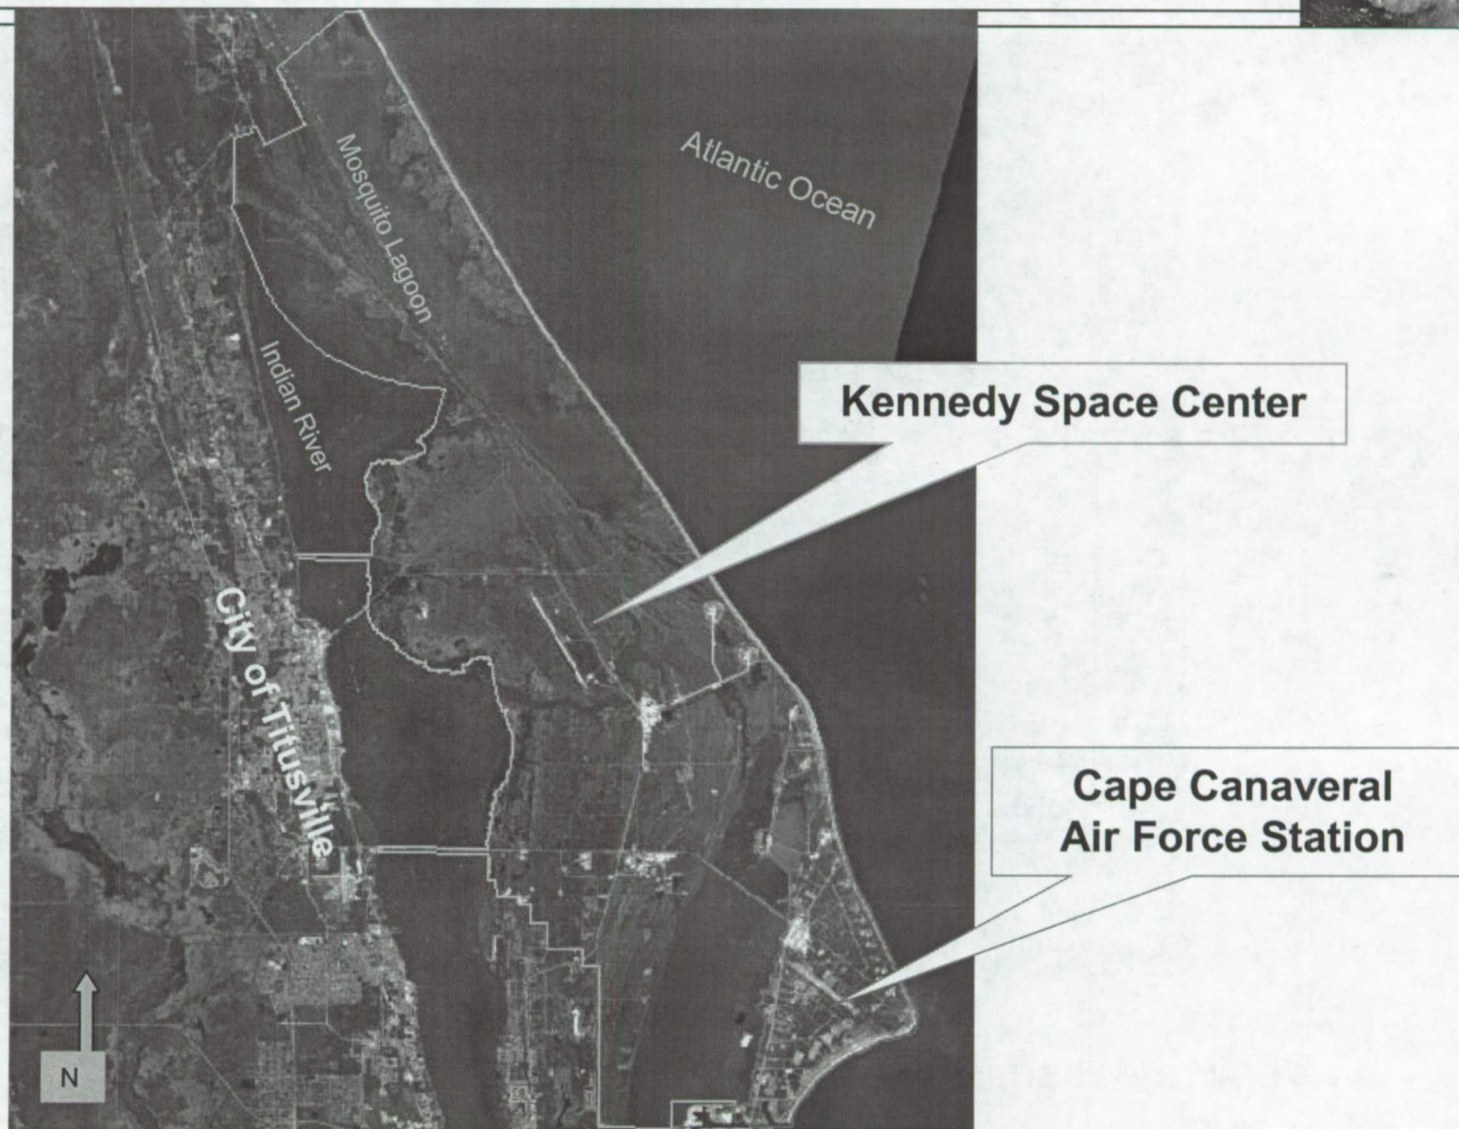 Atlantic Ocean
Mosquito Lagoon
Indian River
Kennedy Space Center
City of Titusville
Cape Canaveral
Air Force Station
N